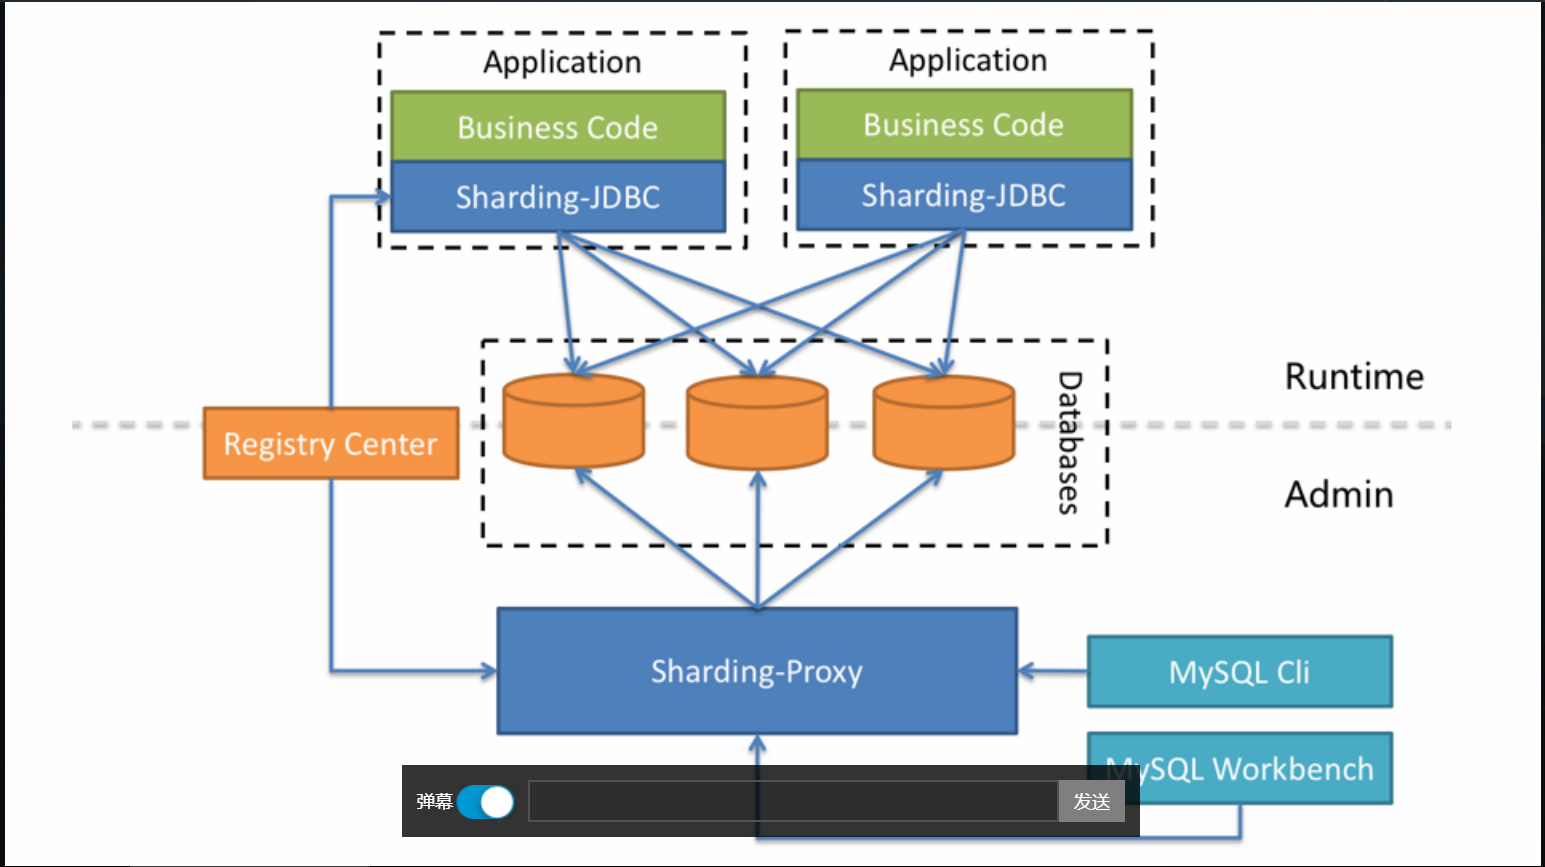 Application
Business Code
Sharding-JDBC
Application
Business Code
Sharding-JDBC
Runtime
Databases
Registry Center
Admin
Sharding-Proxy
MySQL Cli
MySQL Workbench
弹幕
发送